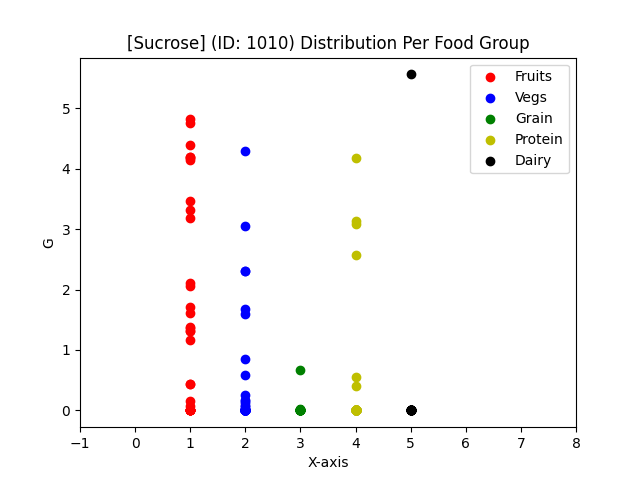 [Sucrose] (ID: 1010) Distribution Per Food Group
Fruits
Vegs
Grain
Protein
Dairy
G
5
4
3
2
1
0
−1 0 1 2 3 4 5 6 7 8
X-axis